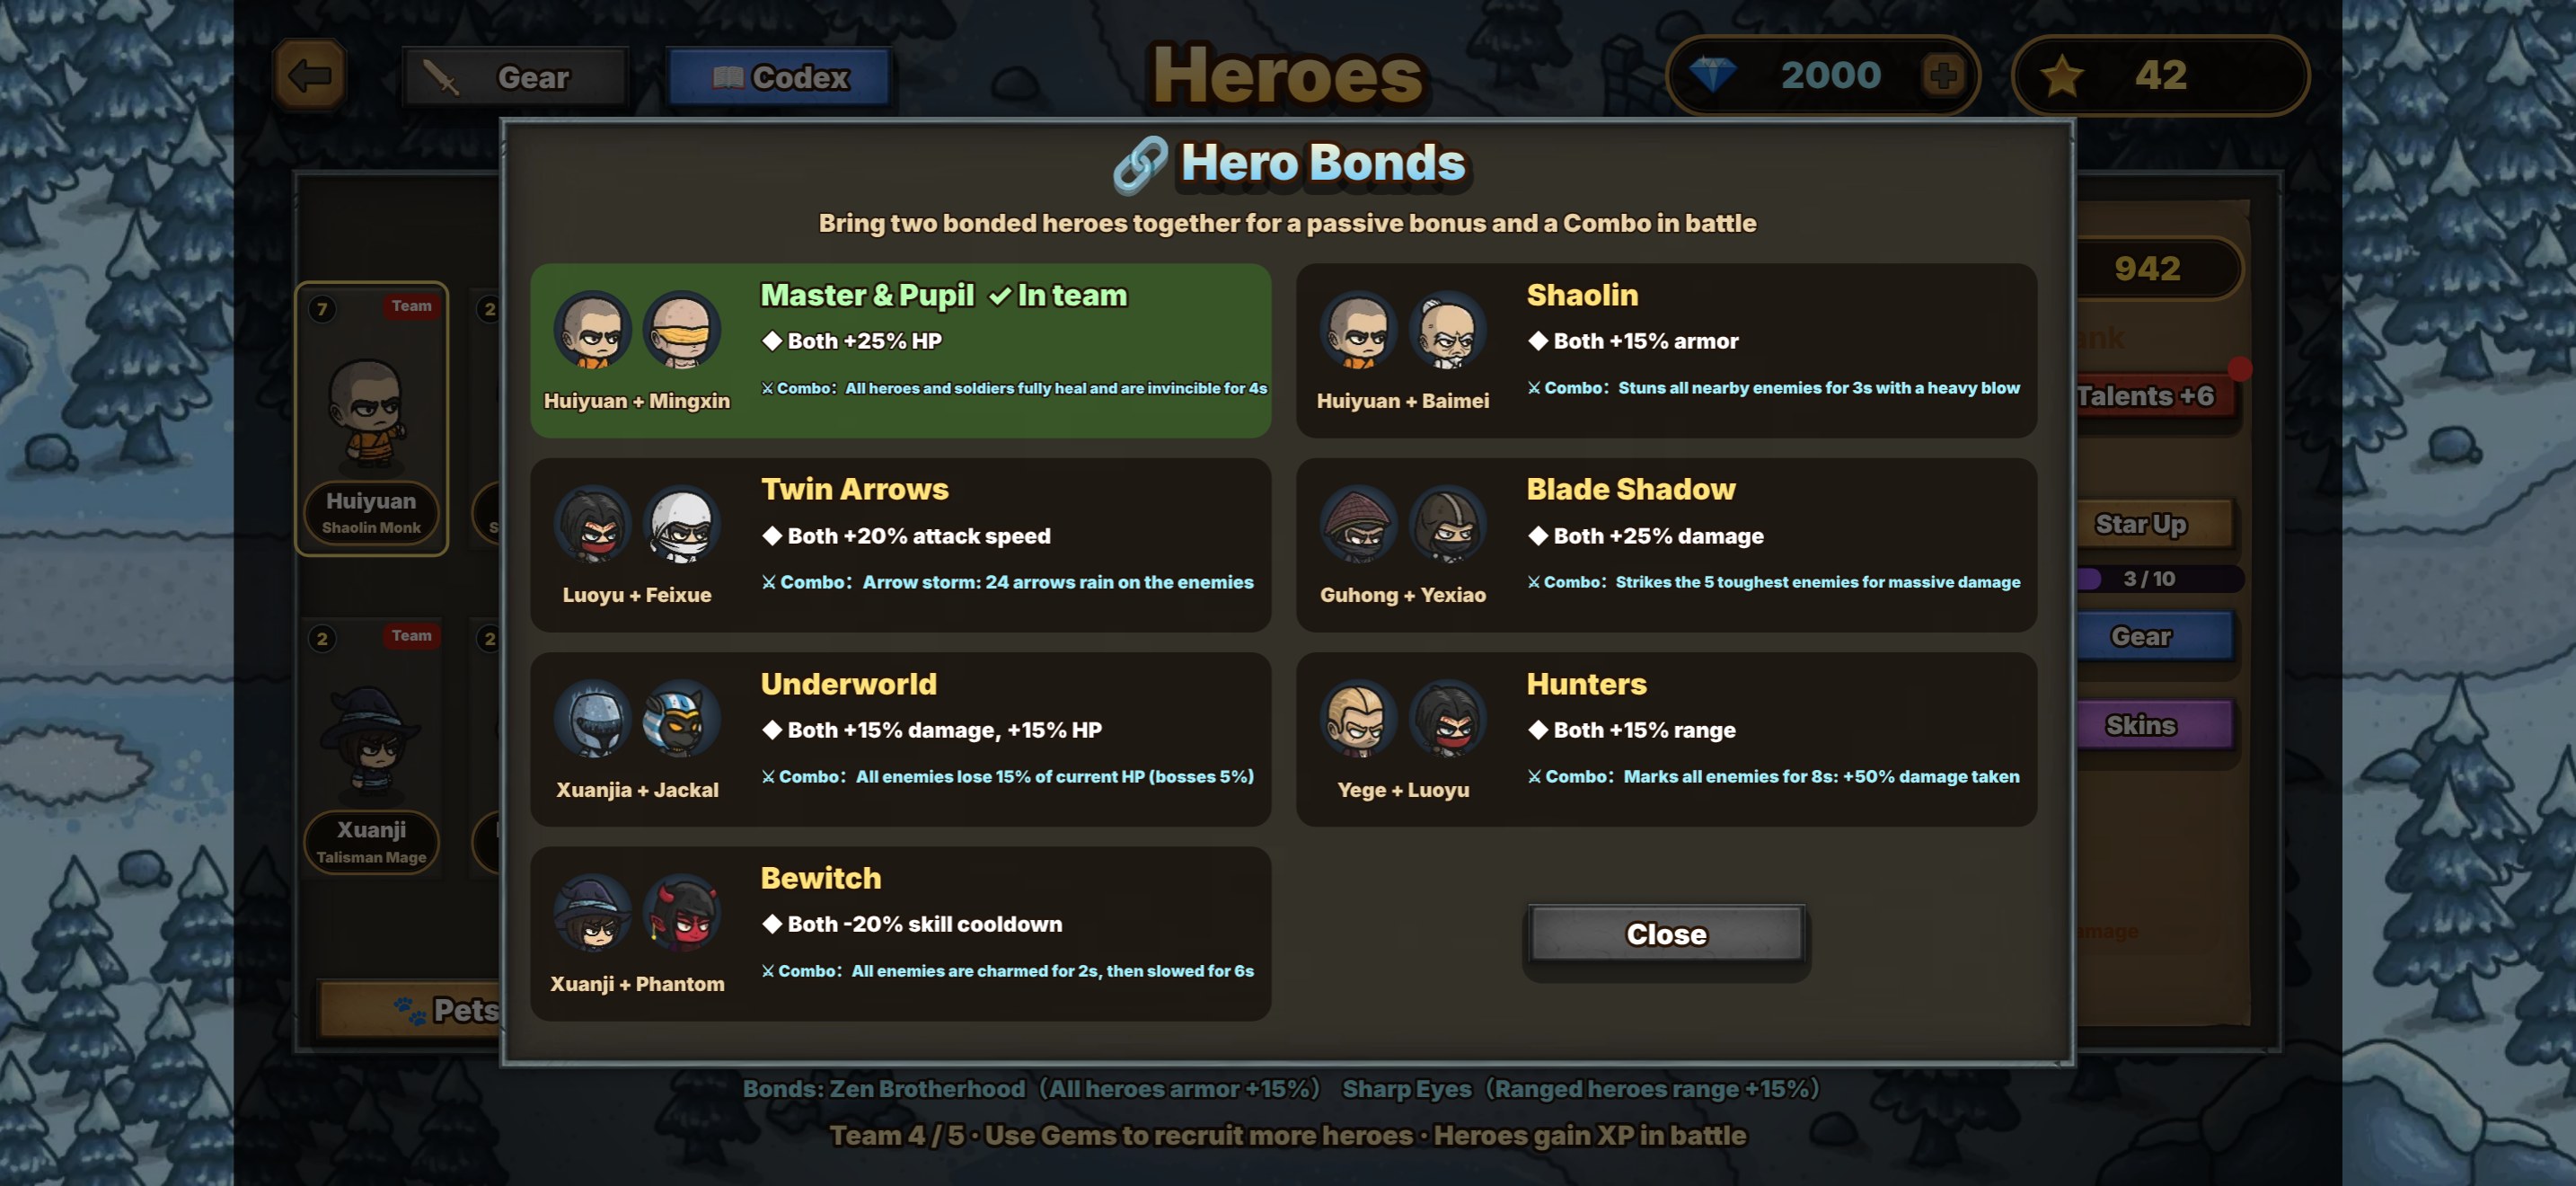 Gear
Codex
Heroes
2000
42
Hero Bonds
Bring two bonded heroes together for a passive bonus and a Combo in battle
Master & Pupil ✓ In team
◆ Both +25% HP
⚔ Combo: All heroes and soldiers fully heal and are invincible for 4s
Huiyuan + Mingxin
Shaolin
◆ Both +15% armor
⚔ Combo: Stuns all nearby enemies for 3s with a heavy blow
Huiyuan + Baimei
Twin Arrows
◆ Both +20% attack speed
⚔ Combo: Arrow storm: 24 arrows rain on the enemies
Luoyu + Feixue
Blade Shadow
◆ Both +25% damage
⚔ Combo: Strikes the 5 toughest enemies for massive damage
Guhong + Yexiao
Underworld
◆ Both +15% damage, +15% HP
⚔ Combo: All enemies lose 15% of current HP (bosses 5%)
Xuanjia + Jackal
Hunters
◆ Both +15% range
⚔ Combo: Marks all enemies for 8s: +50% damage taken
Yege + Luoyu
Bewitch
◆ Both -20% skill cooldown
⚔ Combo: All enemies are charmed for 2s, then slowed for 6s
Xuanji + Phantom
Close
7
Team
2
Huiyuan
Shaolin Monk
2
Team
2
Xuanji
Talisman Mage
Pets
942
Talents +6
Star Up
3 / 10
Gear
Skins
Bonds: Zen Brotherhood (All heroes armor +15%) Sharp Eyes (Ranged heroes range +15%)
Team 4 / 5 · Use Gems to recruit more heroes · Heroes gain XP in battle